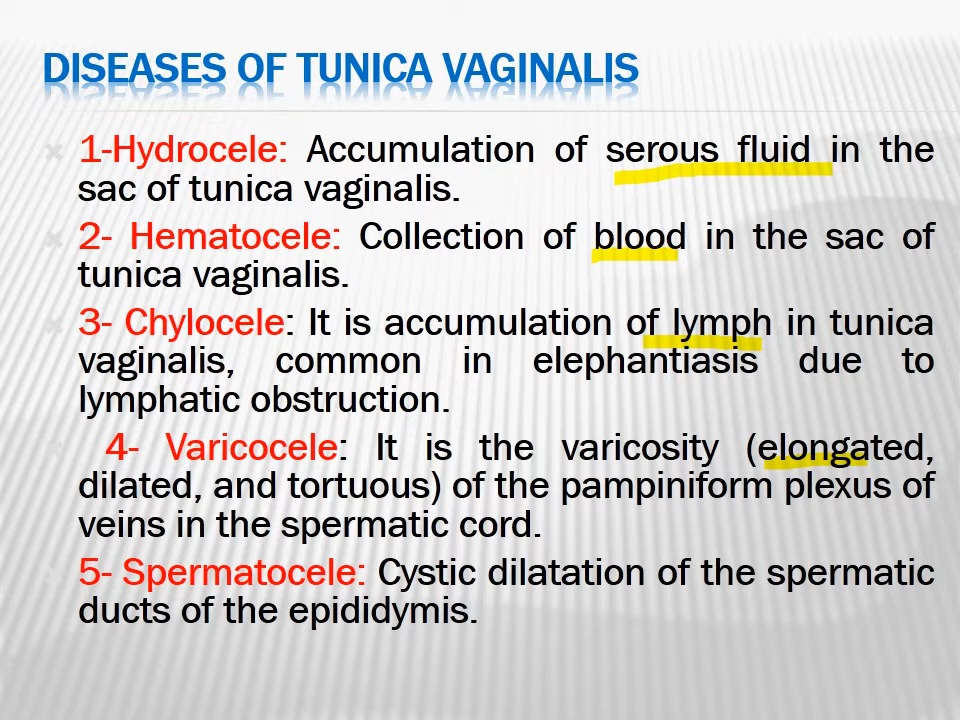 DISEASES OF TUNICA VAGINALIS
1-Hydrocele: Accumulation of serous fluid in the
sac of tunica vaginalis.
2- Hematocele: Collection of blood in the sac of
tunica vaginalis.
3- Chylocele: It is accumulation of lymph in tunica
vaginalis, common in elephantiasis due to
lymphatic obstruction.
4- Varicocele: It is the varicosity (elongated,
dilated, and tortuous) of the pampiniform plexus of
veins in the spermatic cord.
5- Spermatocele: Cystic dilatation of the spermatic
ducts of the epididymis.